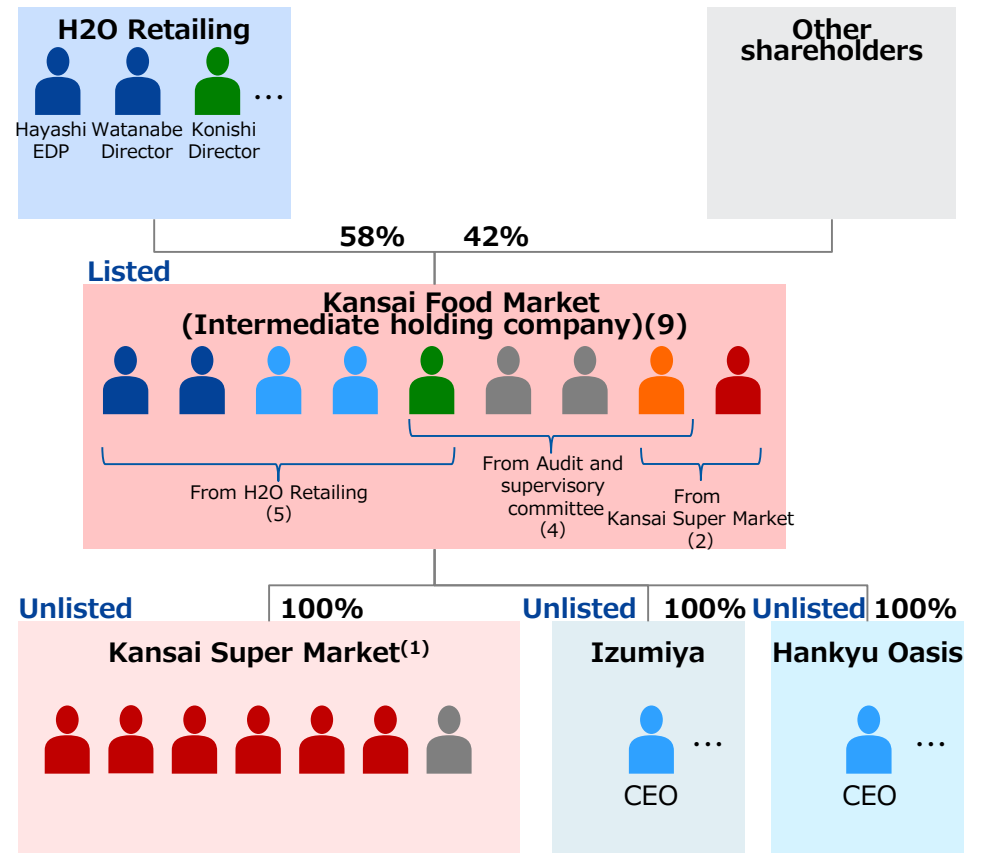 H2O Retailing
Other
shareholders
...
Hayashi
EDP
Watanabe
Director
Konishi
Director
58%
42%
Listed
Kansai Food Market
(Intermediate holding company)(9)
From H2O Retailing
(5)
From Audit and
supervisory
committee
(4)
From
Kansai Super Market
(2)
Unlisted
100%
Unlisted
100%
Unlisted
100%
Kansai Super Market(1)
Izumiya
...
CEO
Hankyu Oasis
...
CEO